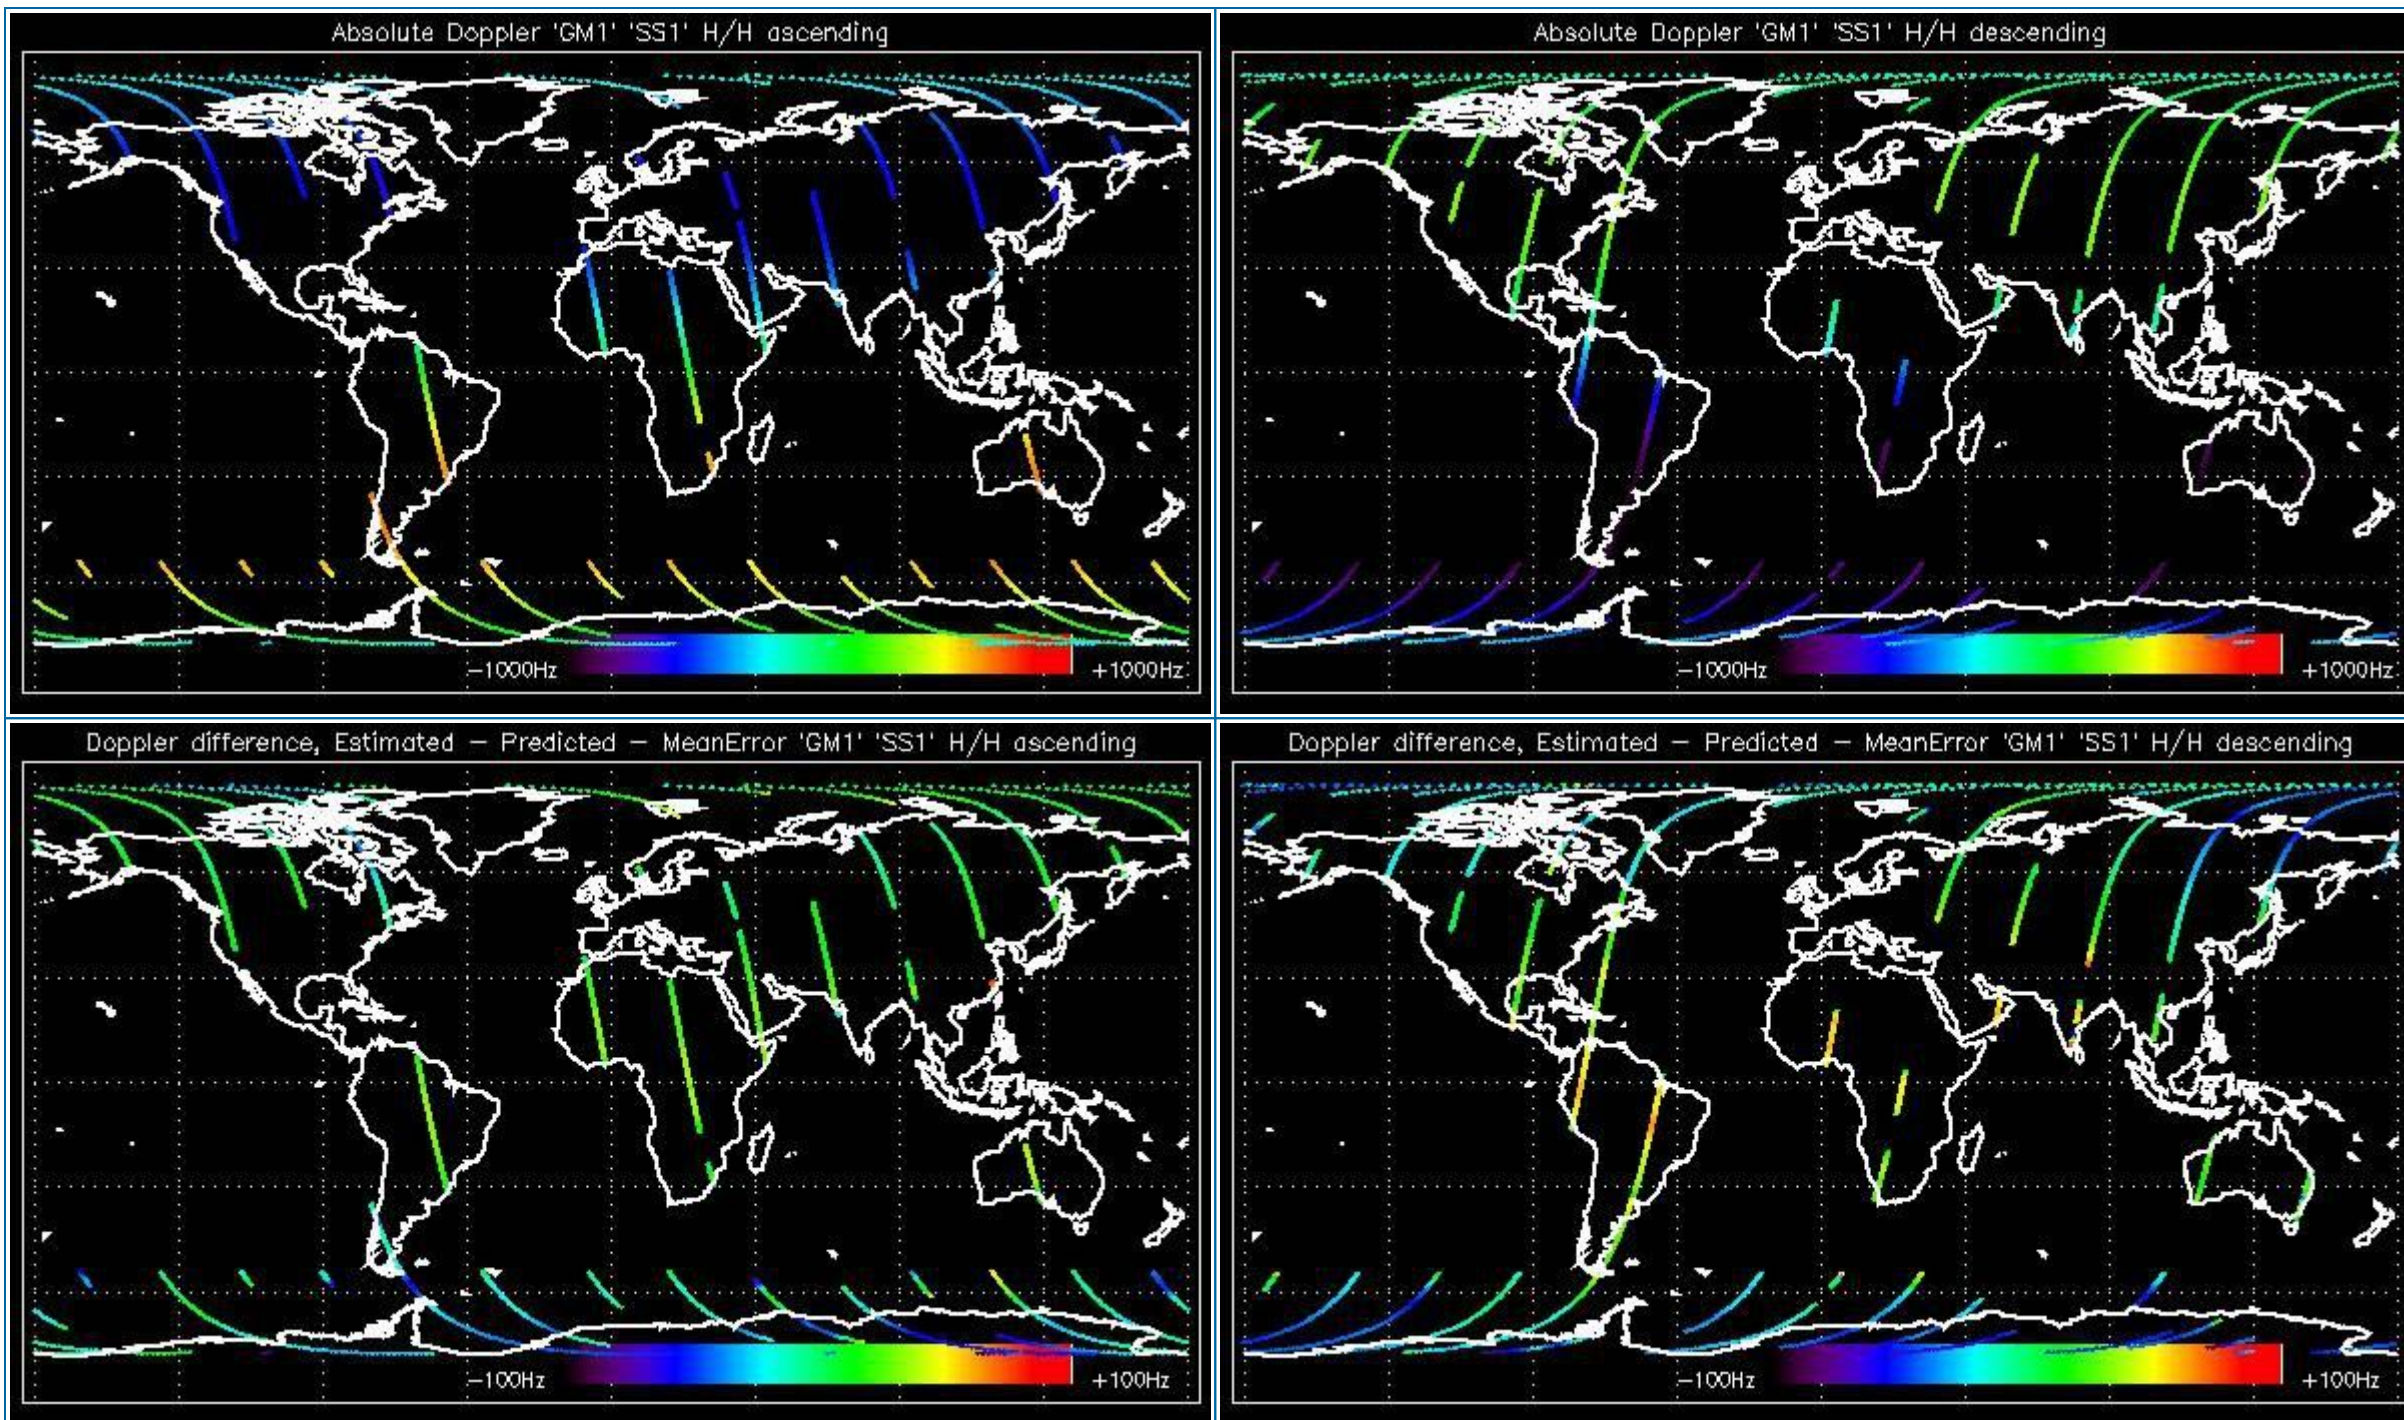 Absolute Doppler 'GM1' 'SS1' H/H ascending
−1000Hz
+1000Hz
Absolute Doppler 'GM1' 'SS1' H/H descending
−1000Hz
+1000Hz
Doppler difference, Estimated − Predicted − MeanError 'GM1' 'SS1' H/H ascending
−100Hz
+100Hz
Doppler difference, Estimated − Predicted − MeanError 'GM1' 'SS1' H/H descending
−100Hz
+100Hz